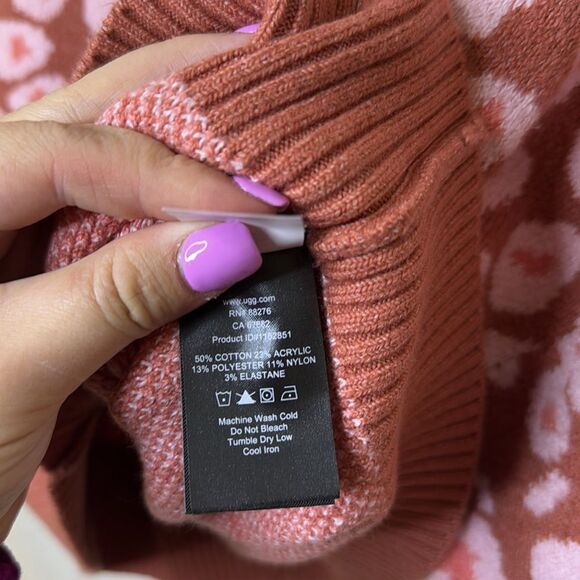 www.ugg.com
RN# 88276
CA 67682
Product ID#1152851
50% COTTON 23% ACRYLIC
13% POLYESTER 11% NYLON
3% ELASTANE
Machine Wash Cold
Do Not Bleach
Tumble Dry Low
Cool Iron